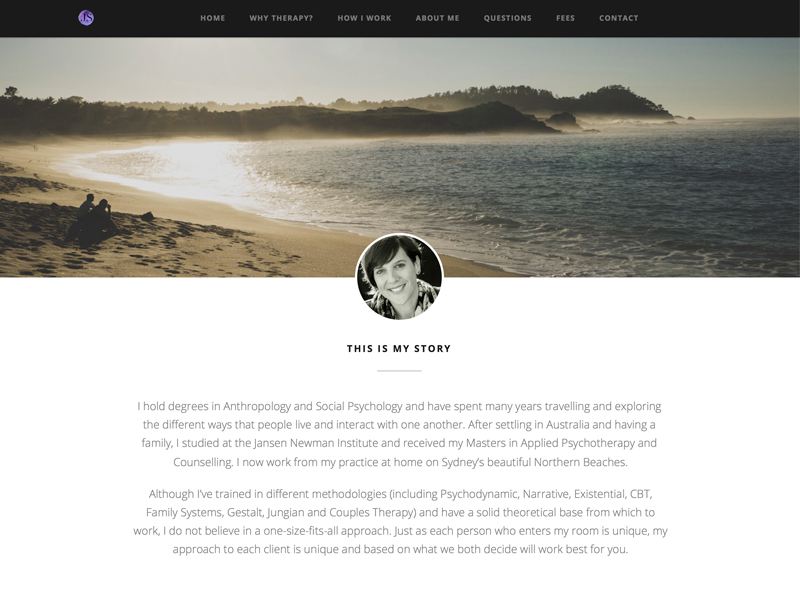 JS
HOME WHY THERAPY? HOW I WORK ABOUT ME QUESTIONS FEES CONTACT
THIS IS MY STORY
I hold degrees in Anthropology and Social Psychology and have spent many years travelling and exploring
the different ways that people live and interact with one another. After settling in Australia and having a
family, I studied at the Jansen Newman Institute and received my Masters in Applied Psychotherapy and
Counselling. I now work from my practice at home on Sydney's beautiful Northern Beaches.
Although I've trained in different methodologies (including Psychodynamic, Narrative, Existential, CBT,
Family Systems, Gestalt, Jungian and Couples Therapy) and have a solid theoretical base from which to
work, I do not believe in a one-size-fits-all approach. Just as each person who enters my room is unique, my
approach to each client is unique and based on what we both decide will work best for you.